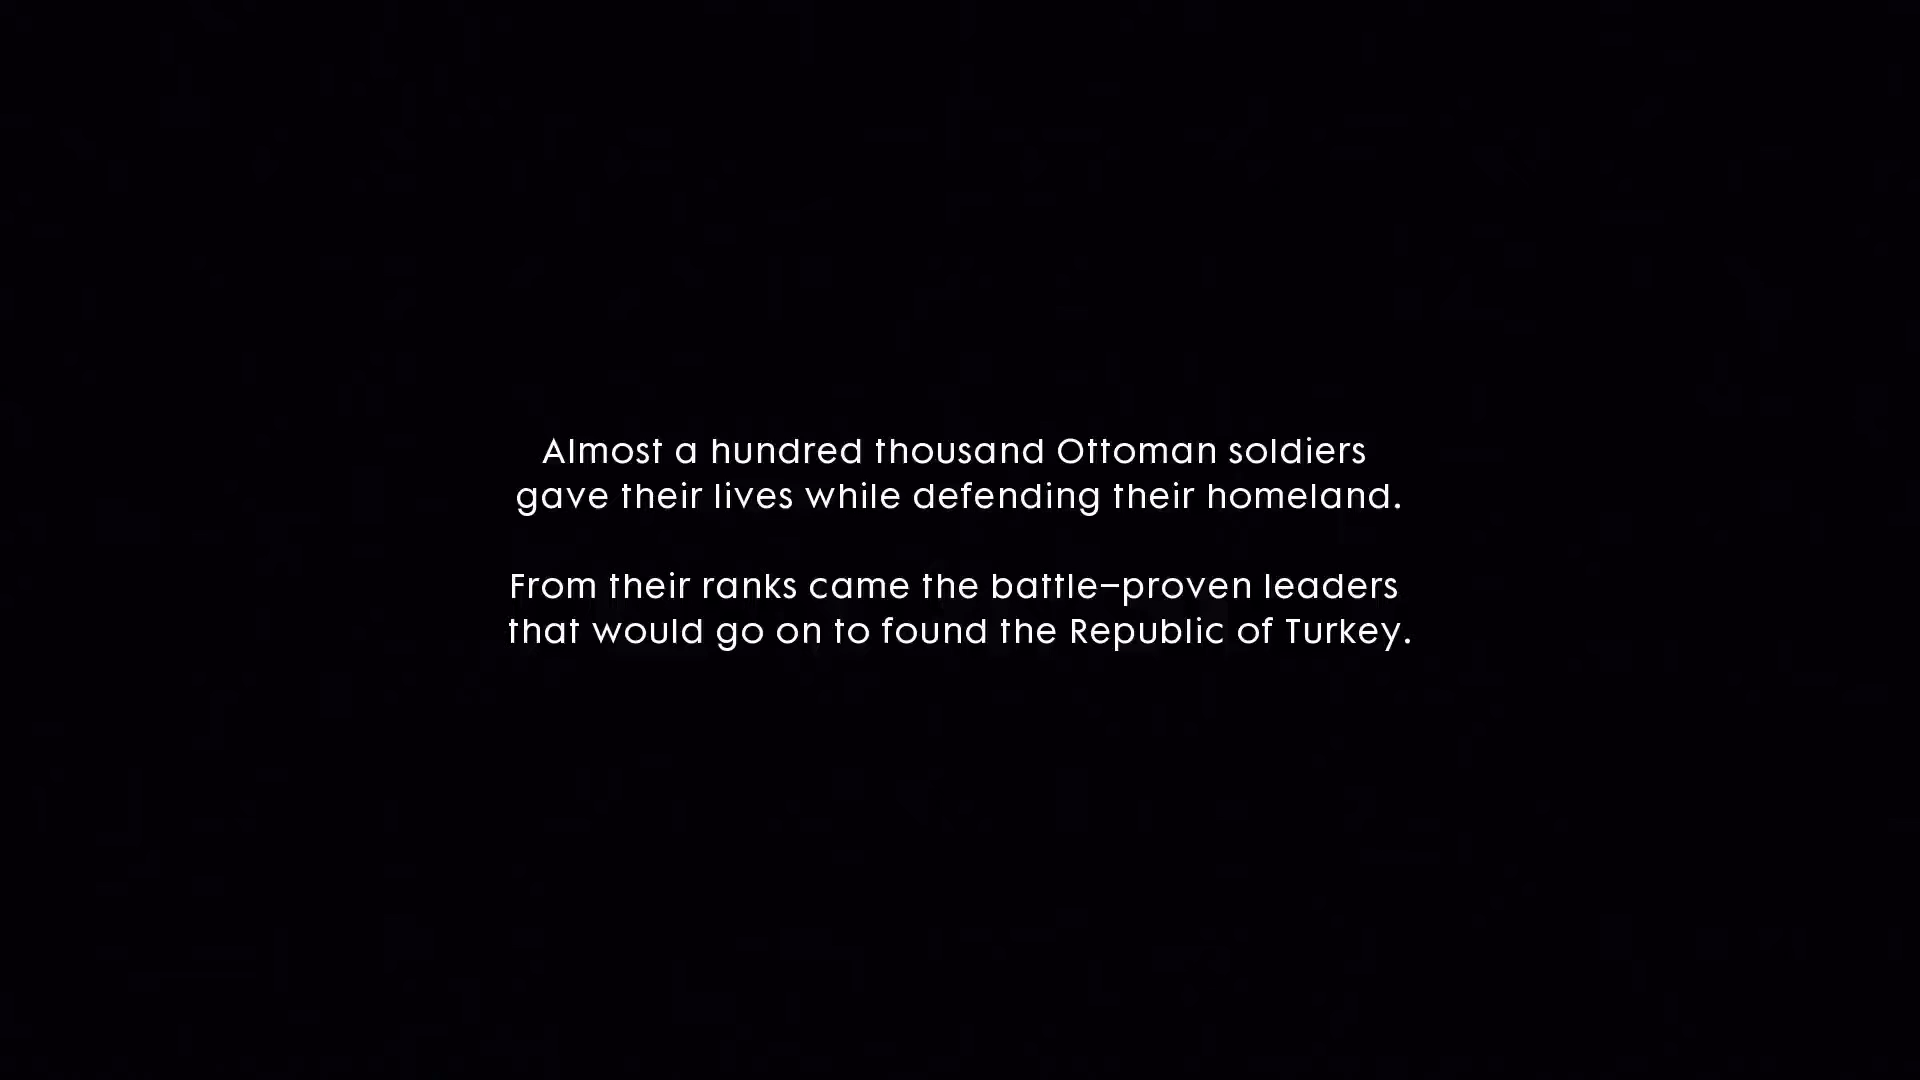 Almost a hundred thousand Ottoman soldiers
gave their lives while defending their homeland.
From their ranks came the battle–proven leaders
that would go on to found the Republic of Turkey.